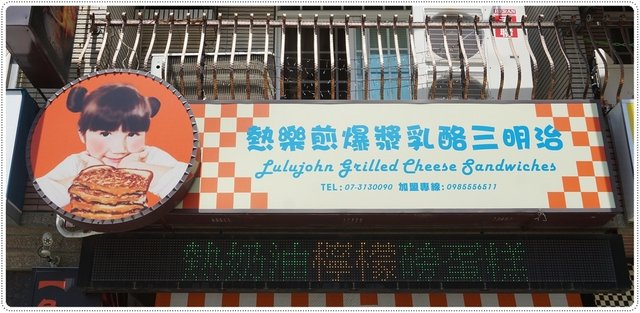 熱樂煎爆漿乳酪三明治
Lulujohn Grilled Cheese Sandwiches
TEL:07-3130090 加盟專線:0985556511
熱奶油檸檬磅蛋糕